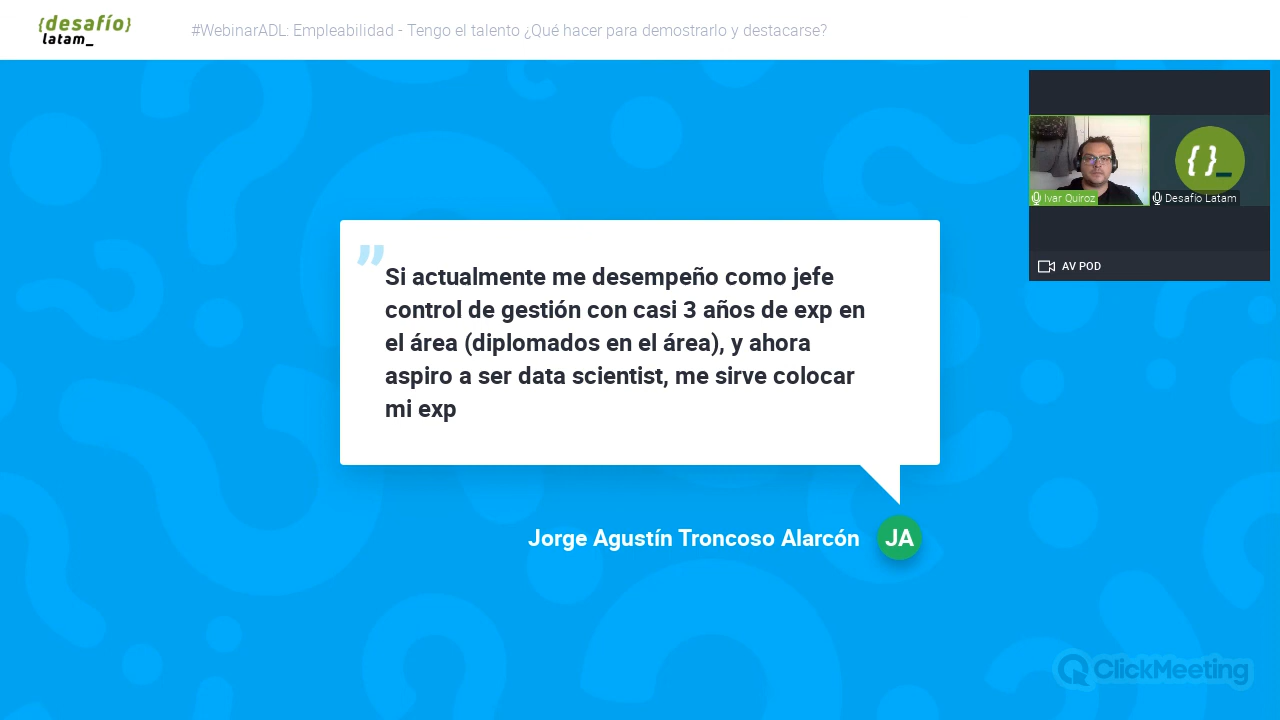 {desafío}
latam_
#WebinarADL: Empleabilidad - Tengo el talento ¿Qué hacer para demostrarlo y destacarse?
Ivar Quiroz
Desafío Latam
AV POD
Si actualmente me desempeño como jefe
control de gestión con casi 3 años de exp en
el área (diplomados en el área), y ahora
aspiro a ser data scientist, me sirve colocar
mi exp
Jorge Agustín Troncoso Alarcón
JA
ClickMeeting